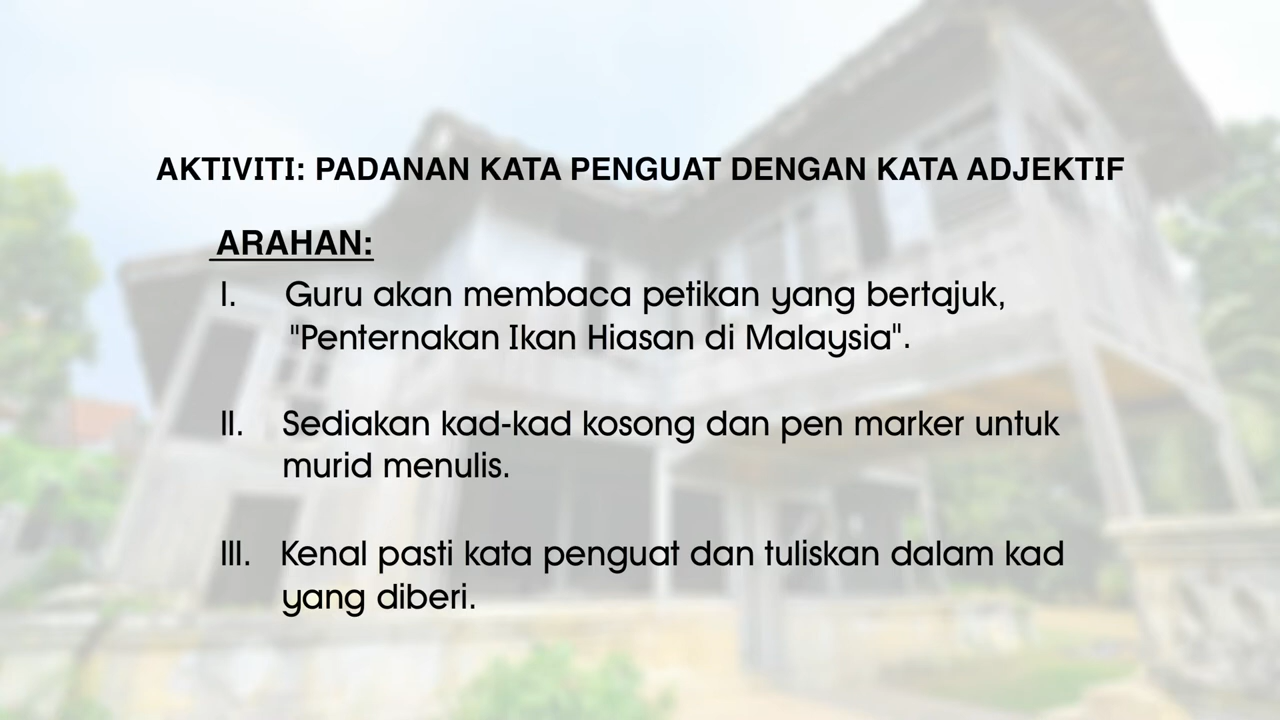 AKTIVITI: PADANAN KATA PENGUAT DENGAN KATA ADJEKTIF
ARAHAN:
I. Guru akan membaca petikan yang bertajuk,
"Penternakan Ikan Hiasan di Malaysia".
II. Sediakan kad-kad kosong dan pen marker untuk
murid menulis.
III. Kenal pasti kata penguat dan tuliskan dalam kad
yang diberi.